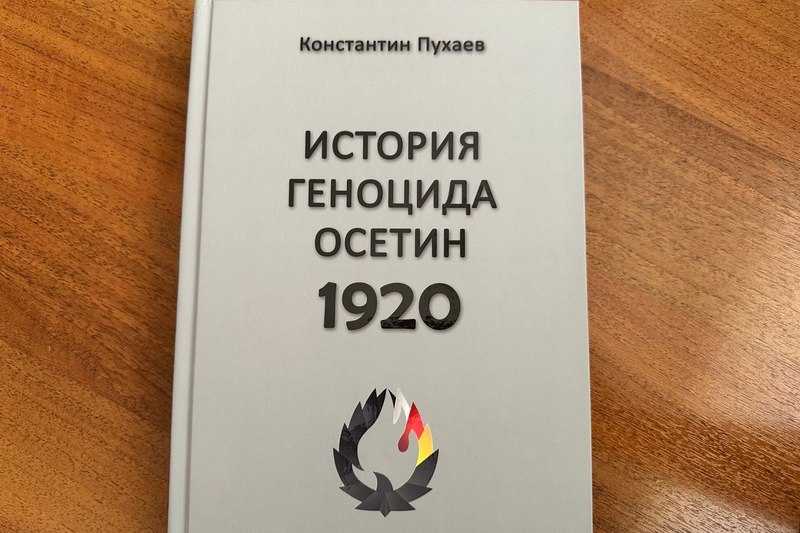 Константин Пухаев
ИСТОРИЯ
ГЕНОЦИДА
ОСЕТИН
1920